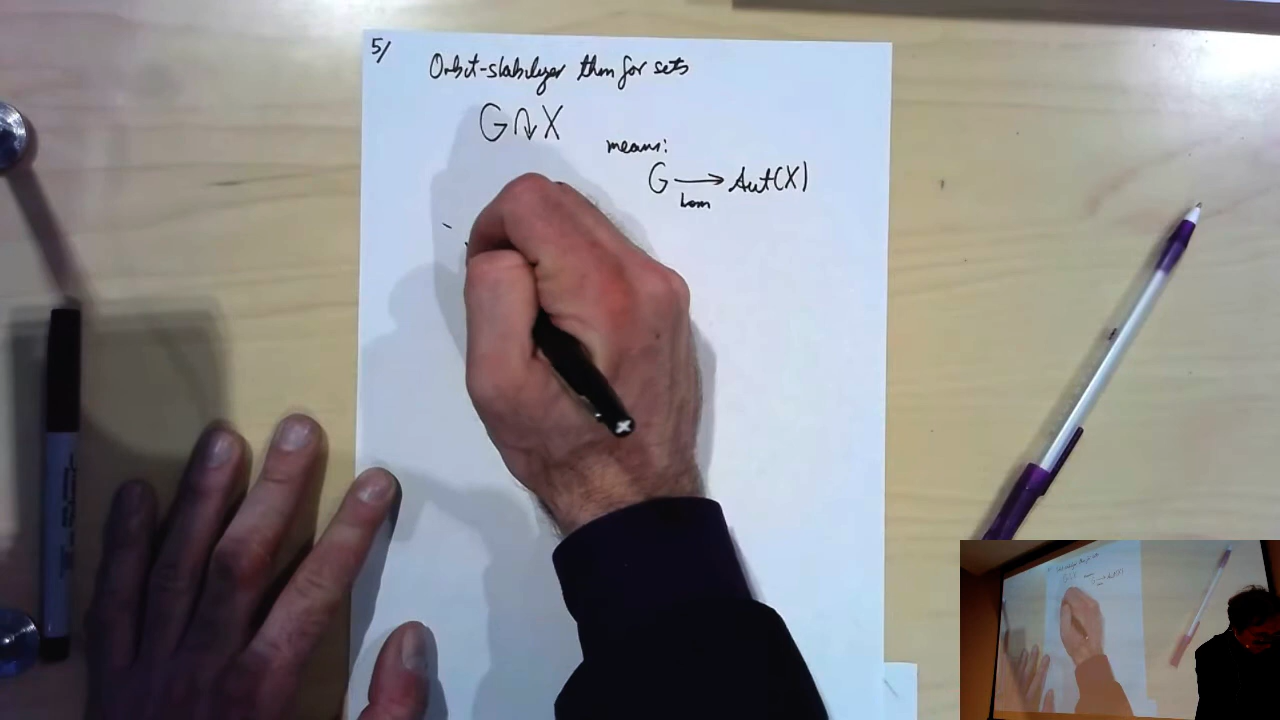 5/
Orbit-stabilizer thm for sets
G↷X
means:
G ⟶ Aut(X)
hom